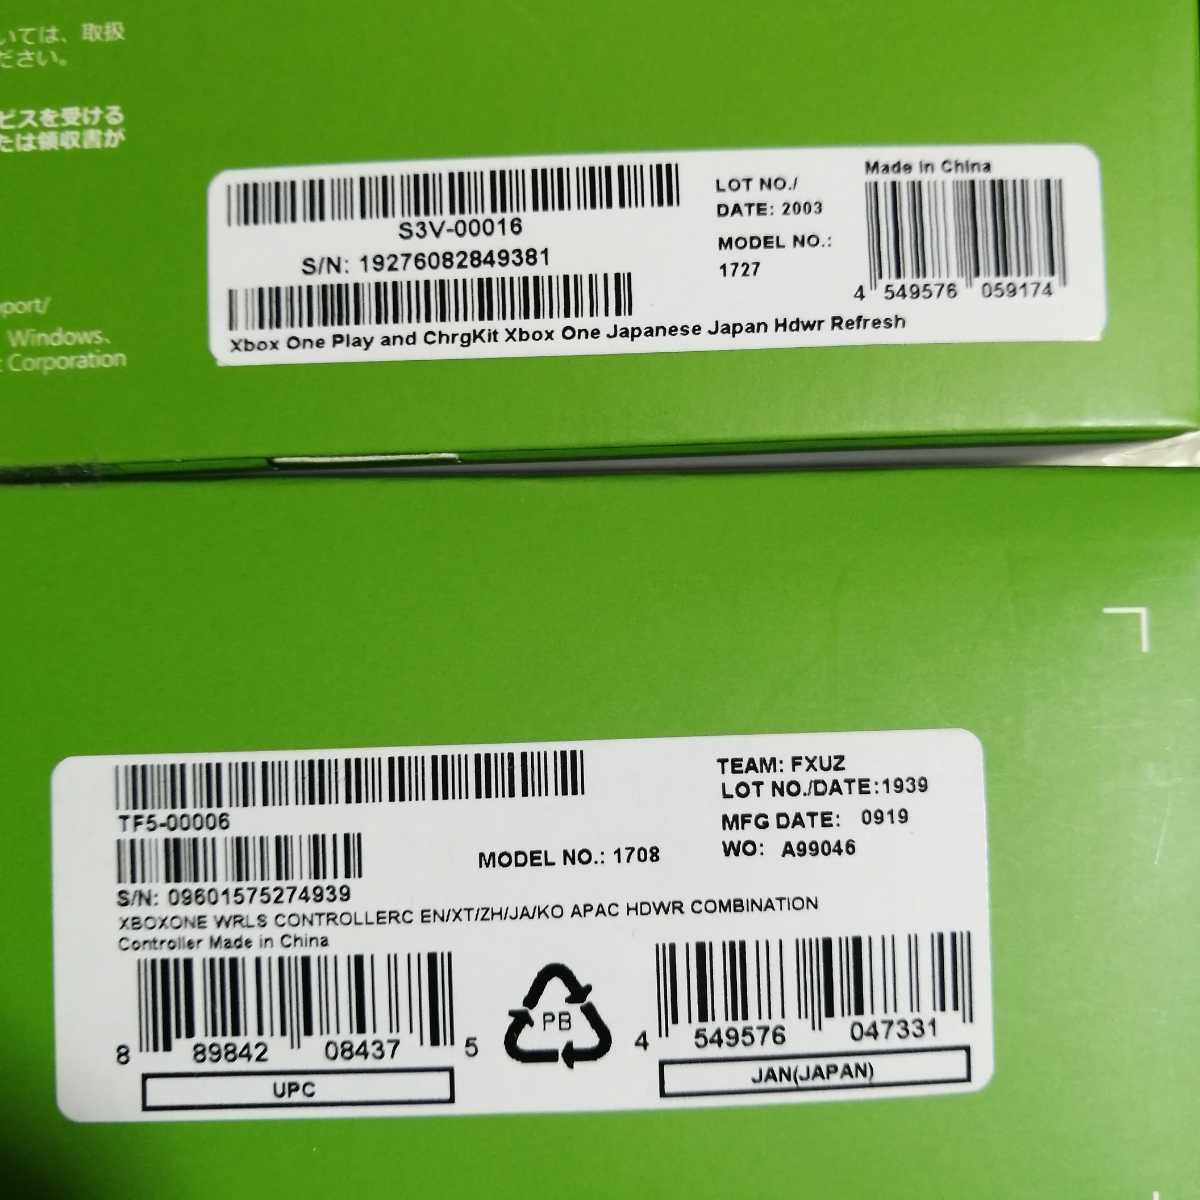 いては、取扱
ださい。
ビスを受ける
たは領収書が
pport/
Windows、
t Corporation
S3V-00016
S/N: 19276082849381
Xbox One Play and ChrgKit Xbox One Japanese Japan Hdwr Refresh
LOT NO./
DATE: 2003
MODEL NO.:
1727
Made in China
4 549576 059174
TF5-00006
S/N: 09601575274939
MODEL NO.: 1708
TEAM: FXUZ
LOT NO./DATE:1939
MFG DATE: 0919
WO: A99046
XBOXONE WRLS CONTROLLERC EN/XT/ZH/JA/KO APAC HDWR COMBINATION
Controller Made in China
8 89842 08437 5
UPC
PB
4 549576 047331
JAN(JAPAN)